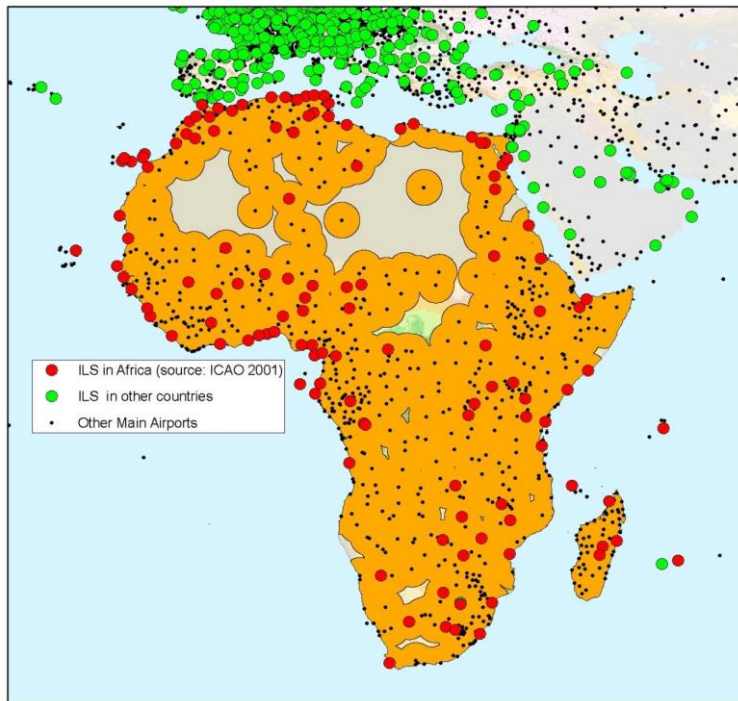 ILS in Africa (source: ICAO 2001)
ILS in other countries
Other Main Airports